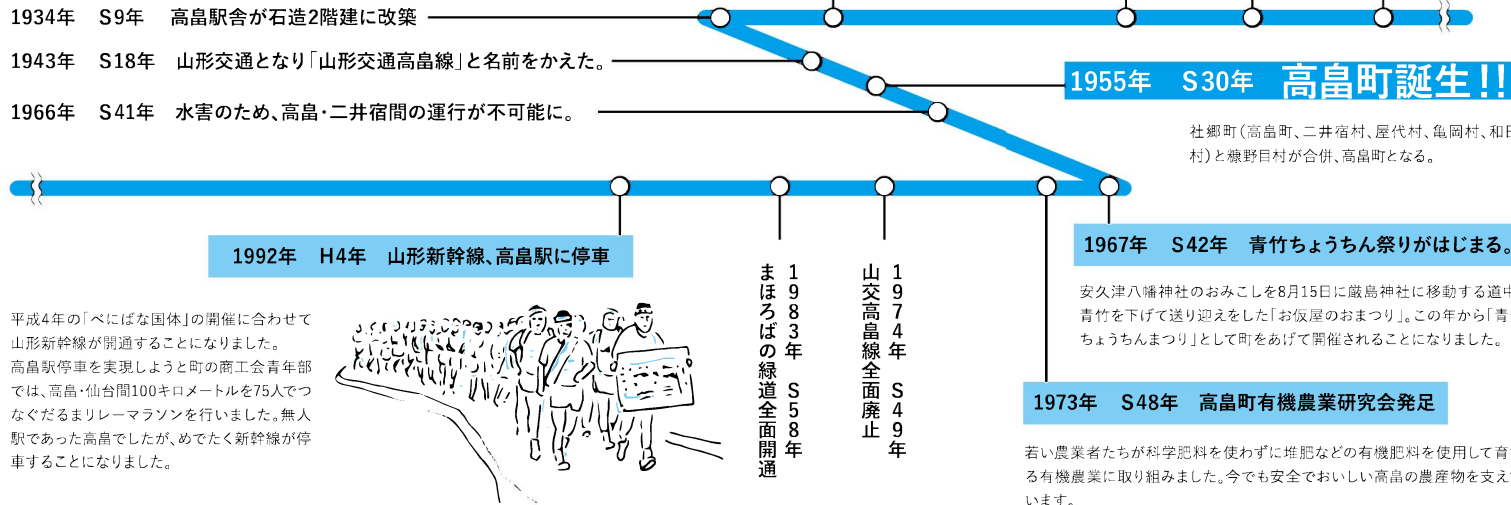 1934年 S9年 高畠駅舎が石造2階建に改築
1943年 S18年 山形交通となり「山形交通高畠線」と名前をかえた。
1955年 S30年 高畠町誕生!!
社郷町(高畠町、二井宿村、屋代村、亀岡村、和田
村)と糠野目村が合併、高畠町となる。
1966年 S41年 水害のため、高畠・二井宿間の運行が不可能に。
1967年 S42年 青竹ちょうちん祭りがはじまる。
安久津八幡神社のおみこしを8月15日に厳島神社に移動する道中
青竹を下げて送り迎えをした「お仮屋のおまつり」。この年から「青竹
ちょうちんまつり」として町をあげて開催されることになりました。
1973年 S48年 高畠町有機農業研究会発足
若い農業者たちが科学肥料を使わずに堆肥などの有機肥料を使用して育
る有機農業に取り組みました。今でも安全でおいしい高畠の農産物を支えて
います。
1974年 S49年
山交高畠線全面廃止
1983年 S58年
まほろばの緑道全面開通
1992年 H4年 山形新幹線、高畠駅に停車
平成4年の「べにばな国体」の開催に合わせて
山形新幹線が開通することになりました。
高畠駅停車を実現しようと町の商工会青年部
では、高畠・仙台間100キロメートルを75人でつ
なぐだるまリレーマラソンを行いました。無人
駅であった高畠でしたが、めでたく新幹線が停
車することになりました。